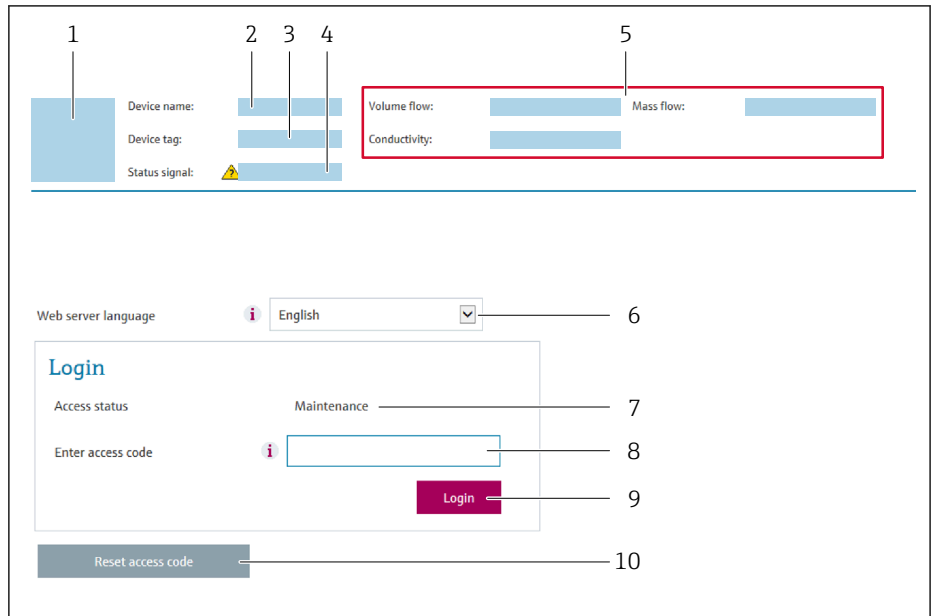 1 2 3 4 5
Device name: Volume flow: Mass flow:
Device tag: Conductivity:
Status signal: ?
Web server language i English 6
Login
Access status Maintenance 7
Enter access code i 8
Login 9
Reset access code 10